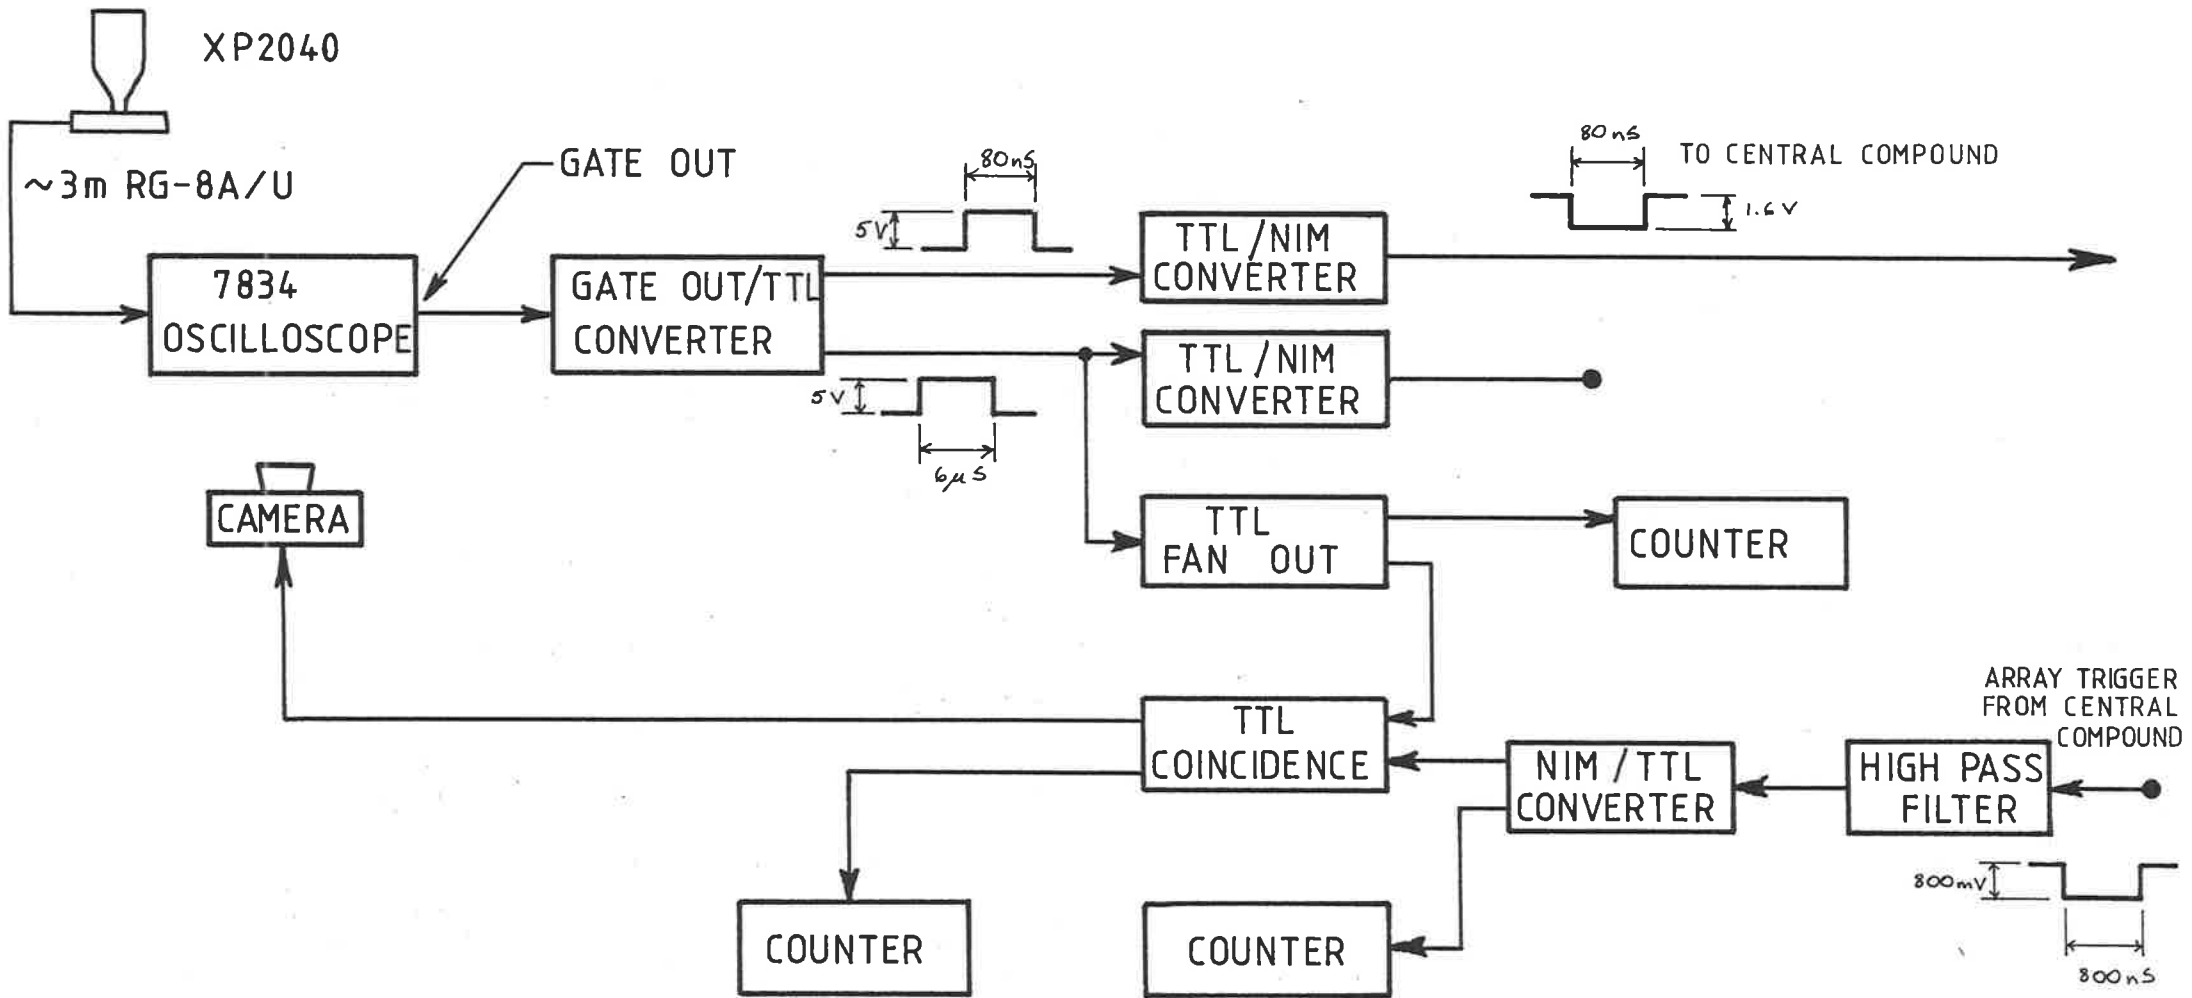 XP2040
~3m RG-8A/U
GATE OUT
80nS
5V
80nS
TO CENTRAL COMPOUND
1.6V
7834
OSCILLOSCOPE
GATE OUT/TTL
CONVERTER
TTL/NIM
CONVERTER
TTL/NIM
CONVERTER
5V
6μS
CAMERA
TTL
FAN OUT
COUNTER
ARRAY TRIGGER
FROM CENTRAL
COMPOUND
TTL
COINCIDENCE
NIM/TTL
CONVERTER
HIGH PASS
FILTER
800mV
800nS
COUNTER
COUNTER